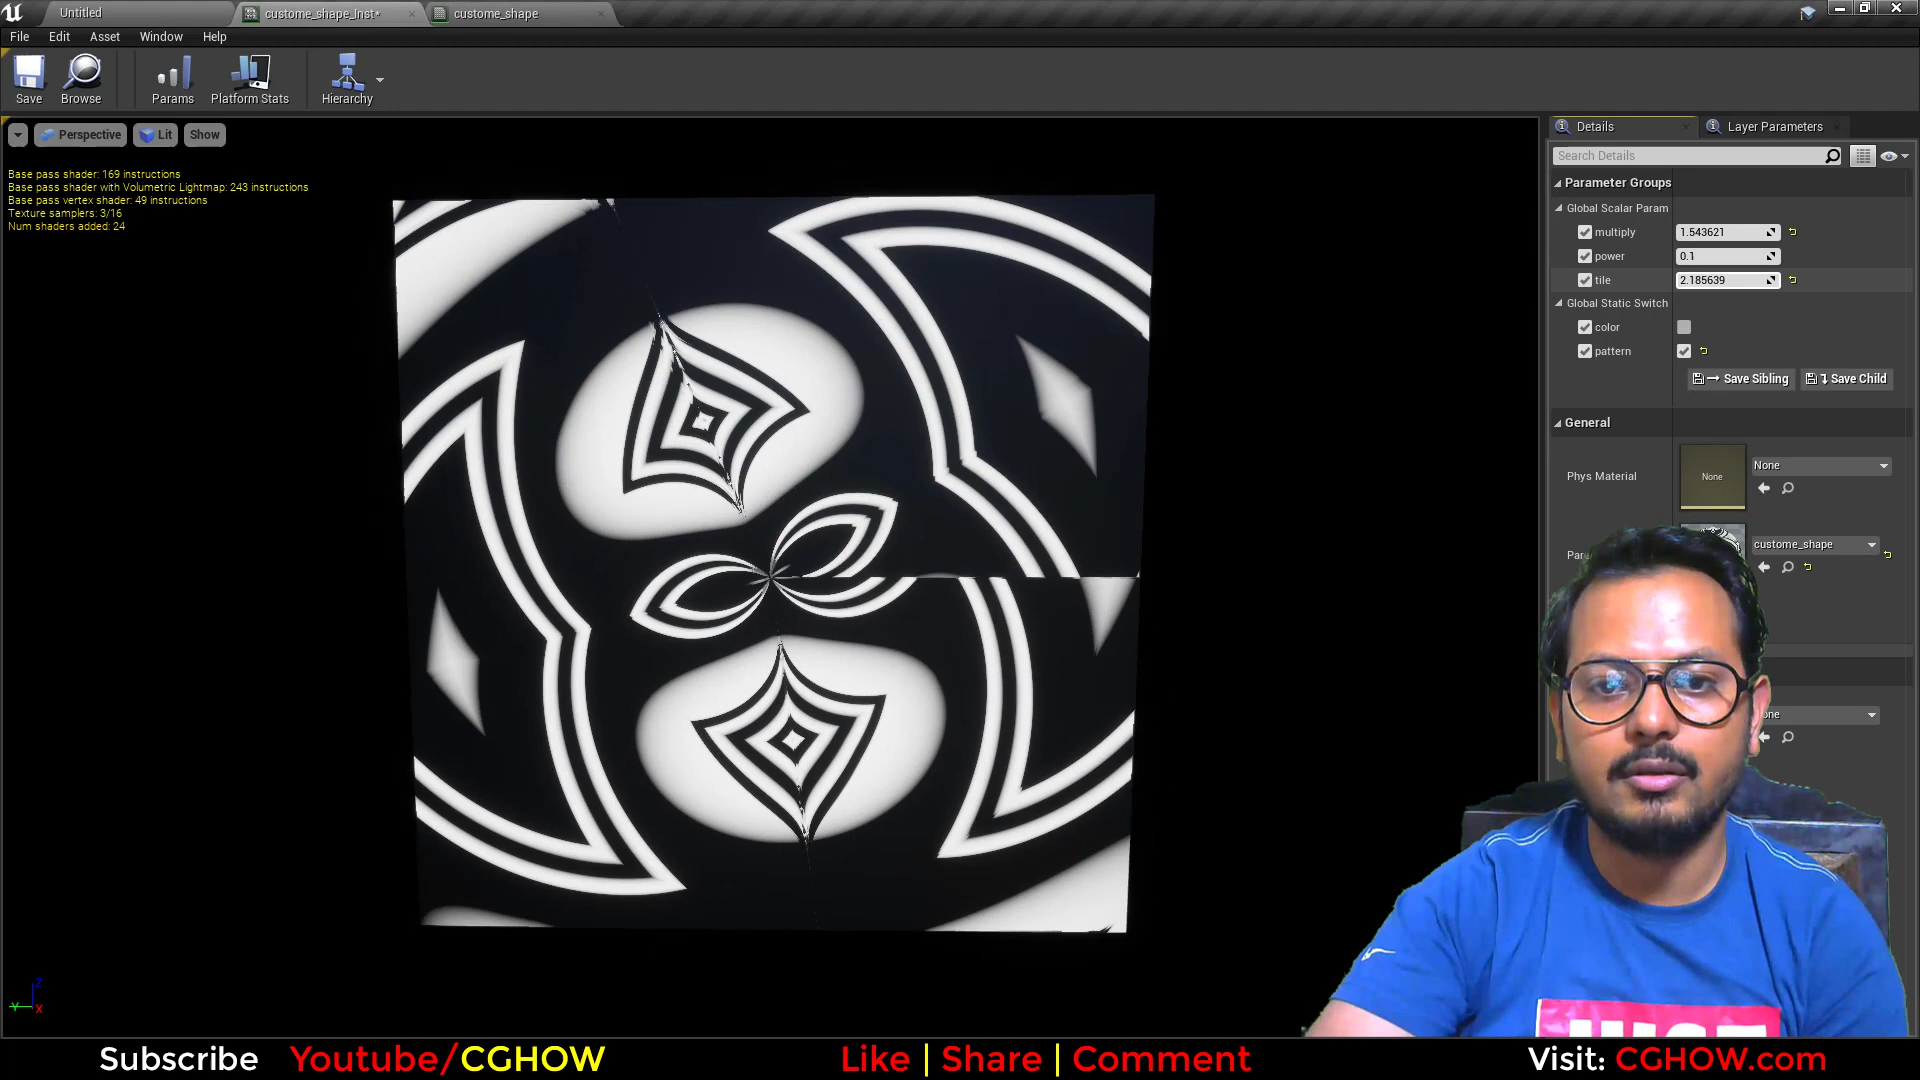 Untitled
custome_shape_Inst*
custome_shape
File Edit Asset Window Help
Save
Browse
Params
Platform Stats
Hierarchy
Perspective
Lit
Show
Base pass shader: 169 instructions
Base pass shader with Volumetric Lightmap: 243 instructions
Base pass vertex shader: 49 instructions
Texture samplers: 3/16
Num shaders added: 24
Details
Layer Parameters
Search Details
Parameter Groups
Global Scalar Param
multiply 1.543621
power 0.1
tile 2.185639
Global Static Switch
color
pattern
Save Sibling
Save Child
General
Phys Material
None
None
custome_shape
Z
Y
X
Subscribe Youtube/CGHOW
Like | Share | Comment
Visit: CGHOW.com